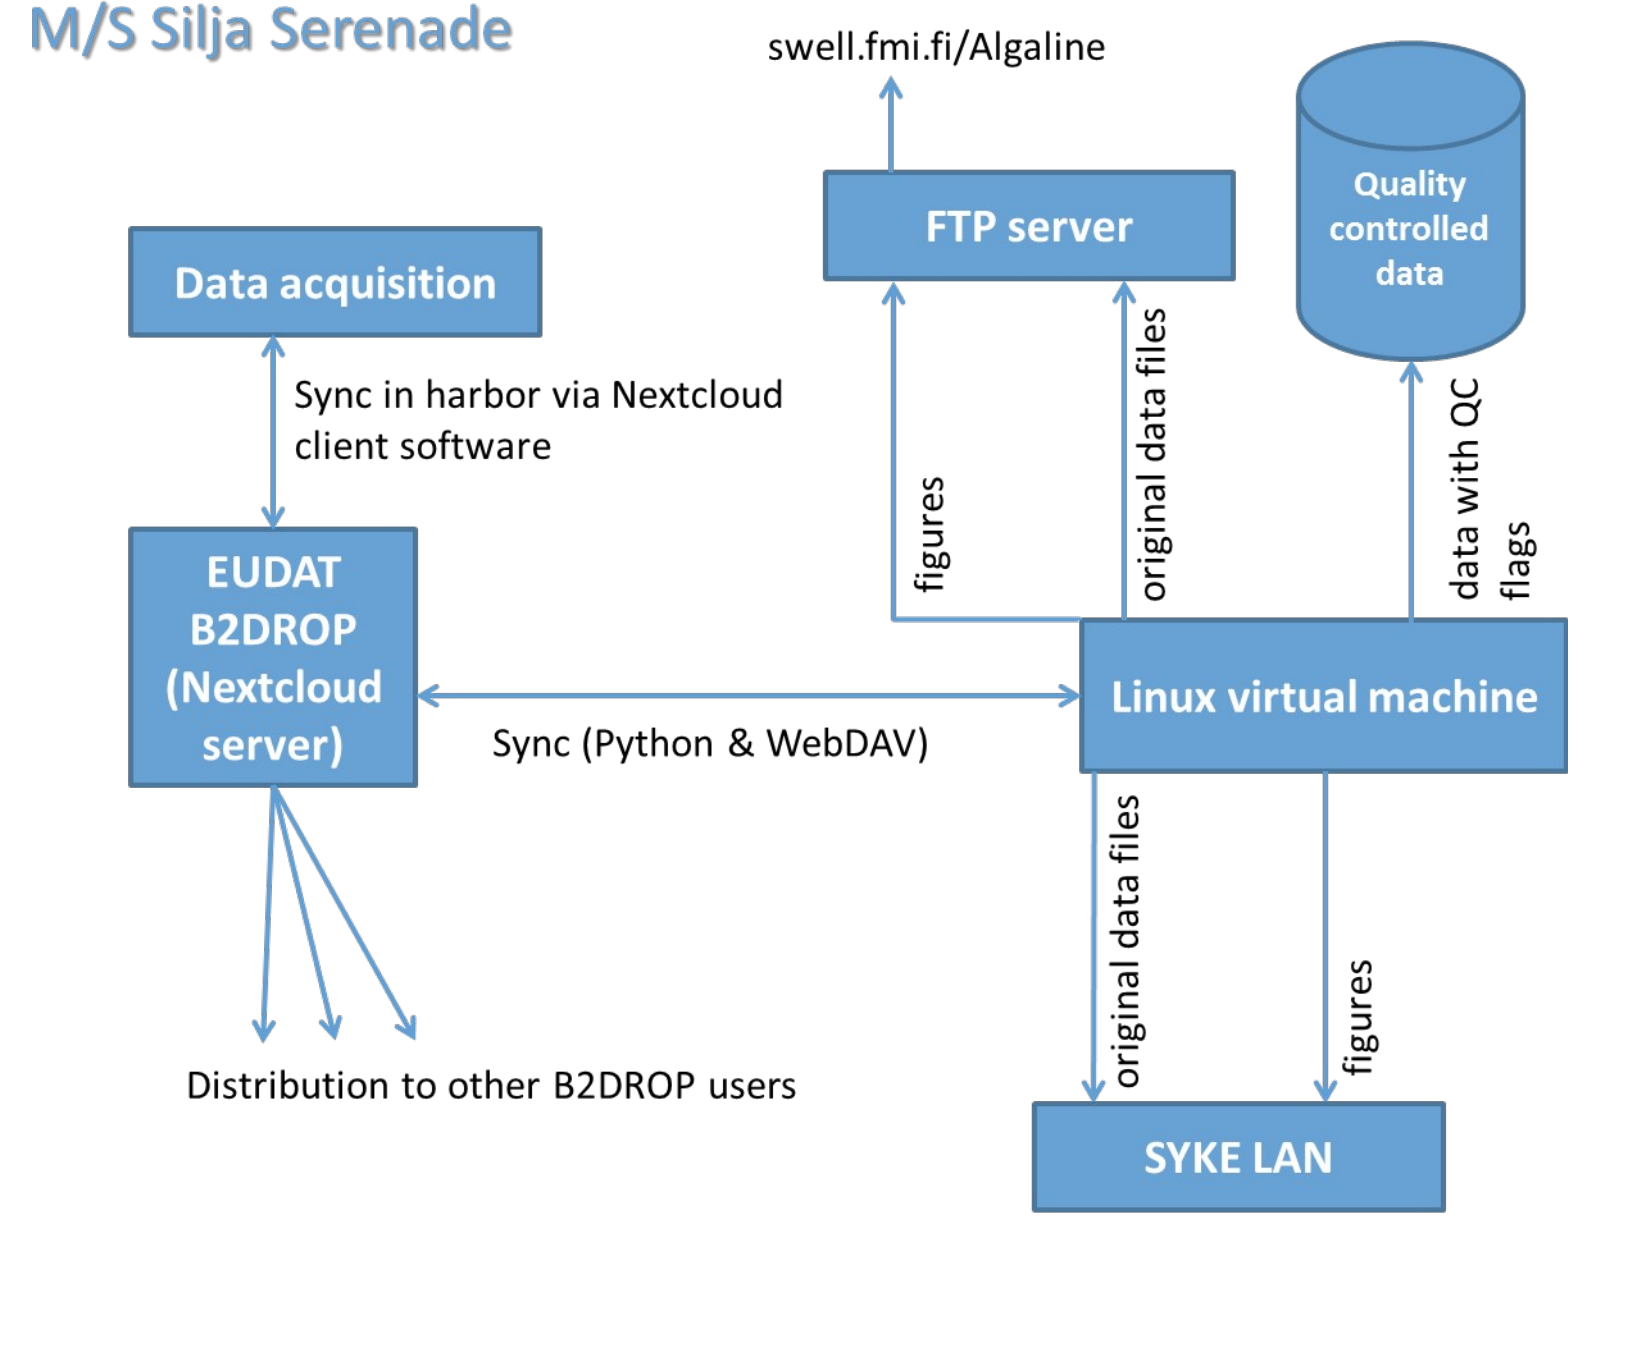 M/S Silja Serenade
swell.fmi.fi/Algaline
FTP server
Quality
controlled
data
Data acquisition
Sync in harbor via Nextcloud
client software
figures
original data files
data with QC
flags
EUDAT
B2DROP
(Nextcloud
server)
Linux virtual machine
Sync (Python & WebDAV)
original data files
figures
Distribution to other B2DROP users
SYKE LAN